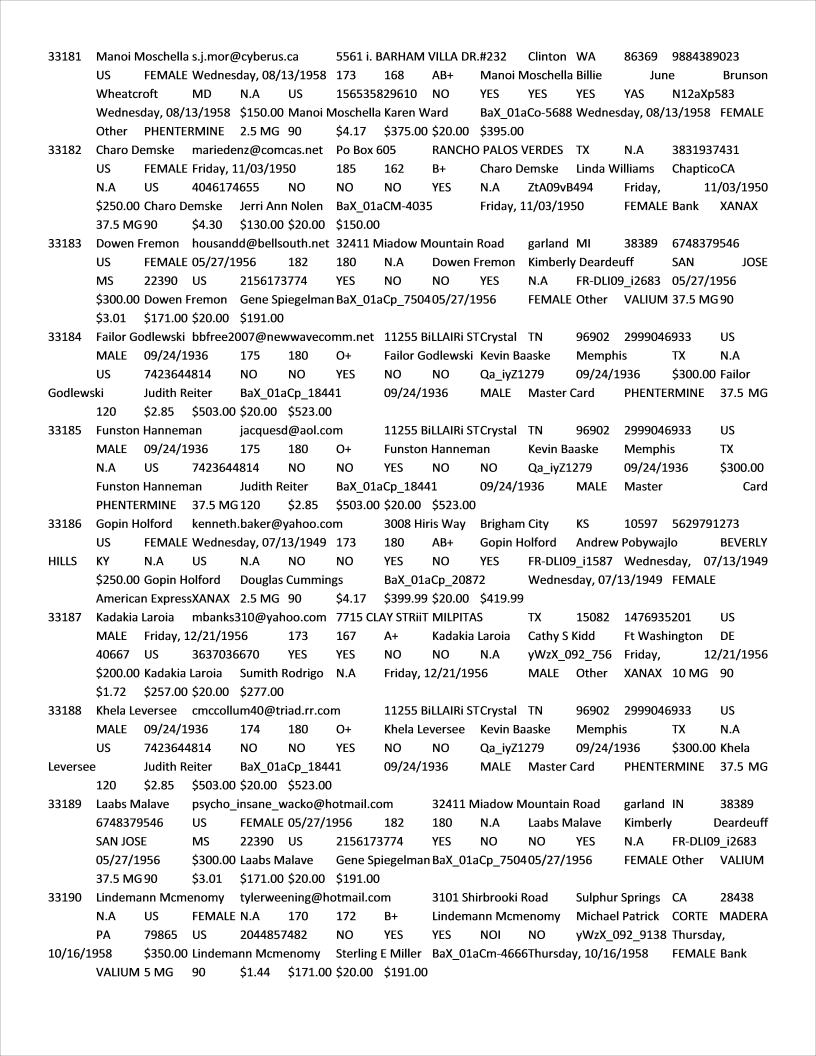 33181 Manoi Moschella s.j.mor@cyberus.ca 5561 i. BARHAM VILLA DR.#232 Clinton WA 86369 9884389023
US FEMALE Wednesday, 08/13/1958 173 168 AB+ Manoi Moschella Billie June Brunson
Wheatcroft MD N.A US 156535829610 NO YES YES YES YAS N12aXp583
Wednesday, 08/13/1958 $150.00 Manoi Moschella Karen Ward BaX_01aCo-5688 Wednesday, 08/13/1958 FEMALE
Other PHENTERMINE 2.5 MG 90 $4.17 $375.00 $20.00 $395.00
33182 Charo Demske mariedenz@comcas.net Po Box 605 RANCHO PALOS VERDES TX N.A 3831937431
US FEMALE Friday, 11/03/1950 185 162 B+ Charo Demske Linda Williams ChapticoCA
N.A US 4046174655 NO NO NO YES N.A ZtA09vB494 Friday, 11/03/1950
$250.00 Charo Demske Jerri Ann Nolen BaX_01aCM-4035 Friday, 11/03/1950 FEMALE Bank XANAX
37.5 MG 90 $4.30 $130.00 $20.00 $150.00
33183 Dowen Fremon housandd@bellsouth.net 32411 Miadow Mountain Road garland MI 38389 6748379546
US FEMALE 05/27/1956 182 180 N.A Dowen Fremon Kimberly Deardeuff SAN JOSE
MS 22390 US 2156173774 YES NO NO YES N.A FR-DLI09_i2683 05/27/1956
$300.00 Dowen Fremon Gene Spiegelman BaX_01aCp_7504 05/27/1956 FEMALE Other VALIUM 37.5 MG 90
$3.01 $171.00 $20.00 $191.00
33184 Failor Godlewski bbfree2007@newwavecomm.net 11255 BiLLAIRi ST Crystal TN 96902 2999046933 US
MALE 09/24/1936 175 180 O+ Failor Godlewski Kevin Baaske Memphis TX N.A
US 7423644814 NO NO YES NO NO Qa_iyZ1279 09/24/1936 $300.00 Failor
Godlewski Judith Reiter BaX_01aCp_18441 09/24/1936 MALE Master Card PHENTERMINE 37.5 MG
120 $2.85 $503.00 $20.00 $523.00
33185 Funston Hanneman jacquesd@aol.com 11255 BiLLAIRi ST Crystal TN 96902 2999046933 US
MALE 09/24/1936 175 180 O+ Funston Hanneman Kevin Baaske Memphis TX
N.A US 7423644814 NO NO YES NO NO Qa_iyZ1279 09/24/1936 $300.00
Funston Hanneman Judith Reiter BaX_01aCp_18441 09/24/1936 MALE Master Card
PHENTERMINE 37.5 MG 120 $2.85 $503.00 $20.00 $523.00
33186 Gopin Holford kenneth.baker@yahoo.com 3008 Hiris Way Brigham City KS 10597 5629791273
US FEMALE Wednesday, 07/13/1949 173 180 AB+ Gopin Holford Andrew Pobywajlo BEVERLY
HILLS KY N.A US N.A NO NO YES NO YES FR-DLI09_i1587 Wednesday, 07/13/1949
$250.00 Gopin Holford Douglas Cummings BaX_01aCp_20872 Wednesday, 07/13/1949 FEMALE
American ExpressXANAX 2.5 MG 90 $4.17 $399.99 $20.00 $419.99
33187 Kadakia Laroia mbanks310@yahoo.com 7715 CLAY STRiiT MILPITAS TX 15082 1476935201 US
MALE Friday, 12/21/1956 173 167 A+ Kadakia Laroia Cathy S Kidd Ft Washington DE
40667 US 3637036670 YES YES NO NO N.A yWzX_092_756 Friday, 12/21/1956
$200.00 Kadakia Laroia Sumith Rodrigo N.A Friday, 12/21/1956 MALE Other XANAX 10 MG 90
$1.72 $257.00 $20.00 $277.00
33188 Khela Leversee cmccollum40@triad.rr.com 11255 BiLLAIRi ST Crystal TN 96902 2999046933 US
MALE 09/24/1936 174 180 O+ Khela Leversee Kevin Baaske Memphis TX N.A
US 7423644814 NO NO YES NO NO Qa_iyZ1279 09/24/1936 $300.00 Khela
Leversee Judith Reiter BaX_01aCp_18441 09/24/1936 MALE Master Card PHENTERMINE 37.5 MG
120 $2.85 $503.00 $20.00 $523.00
33189 Laabs Malave psycho_insane_wacko@hotmail.com 32411 Miadow Mountain Road garland IN 38389
6748379546 US FEMALE 05/27/1956 182 180 N.A Laabs Malave Kimberly Deardeuff
SAN JOSE MS 22390 US 2156173774 YES NO NO YES N.A FR-DLI09_i2683
05/27/1956 $300.00 Laabs Malave Gene Spiegelman BaX_01aCp_7504 05/27/1956 FEMALE Other VALIUM
37.5 MG 90 $3.01 $171.00 $20.00 $191.00
33190 Lindemann Mcmenomy tylerweening@hotmail.com 3101 Shirbrooki Road Sulphur Springs CA 28438
N.A US FEMALE N.A 170 172 B+ Lindemann Mcmenomy Michael Patrick CORTE MADERA
PA 79865 US 2044857482 NO YES YES NOI NO yWzX_092_9138 Thursday,
10/16/1958 $350.00 Lindemann Mcmenomy Sterling E Miller BaX_01aCm-4666 Thursday, 10/16/1958 FEMALE Bank
VALIUM 5 MG 90 $1.44 $171.00 $20.00 $191.00